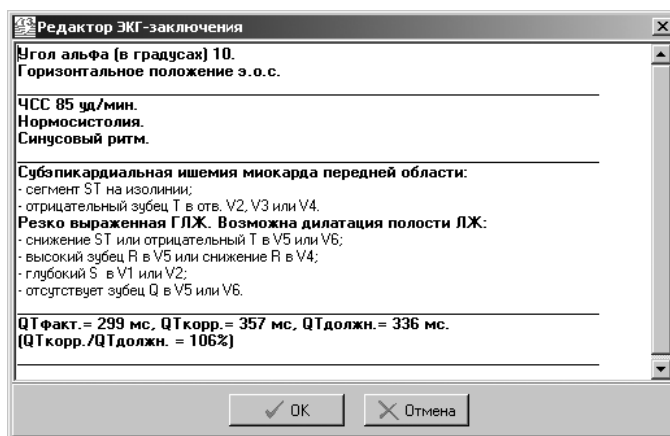 Редактор ЭКГ-заключения
Угол альфа (в градусах) 10.
Горизонтальное положение э.о.с.
ЧСС 85 уд/мин.
Нормосистолия.
Синусовый ритм.
Субэпикардиальная ишемия миокарда передней области:
- сегмент ST на изолинии;
- отрицательный зубец Т в отв. V2, V3 или V4.
Резко выраженная ГЛЖ. Возможна дилатация полости ЛЖ:
- снижение ST или отрицательный Т в V5 или V6;
- высокий зубец R в V5 или снижение R в V4;
- глубокий S в V1 или V2;
- отсутствует зубец Q в V5 или V6.
QTфакт.= 299 мс, QTкорр.= 357 мс, QTдолжн.= 336 мс.
(QTкорр./QTдолжн. = 106%)
OK
Отмена